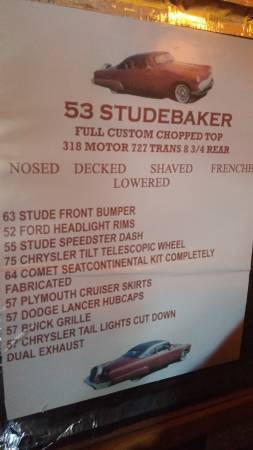 53 STUDEBAKER
FULL CUSTOM CHOPPED TOP
318 MOTOR 727 TRANS 8 3/4 REAR
NOSED DECKED SHAVED FRENCHE
LOWERED
63 STUDE FRONT BUMPER
52 FORD HEADLIGHT RIMS
55 STUDE SPEEDSTER DASH
75 CHRYSLER TILT TELESCOPIC WHEEL
64 COMET SEATCONTINENTAL KIT COMPLETELY
FABRICATED
57 PLYMOUTH CRUISER SKIRTS
57 DODGE LANCER HUBCAPS
57 BUICK GRILLE
57 CHRYSLER TAIL LIGHTS CUT DOWN
DUAL EXHAUST